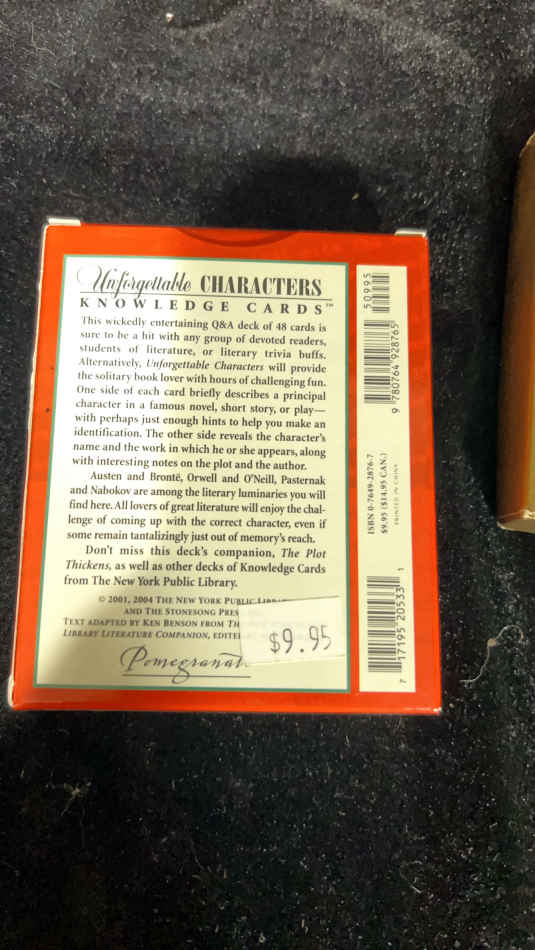 Unforgettable CHARACTERS
KNOWLEDGE CARDS™
This wickedly entertaining Q&A deck of 48 cards is
sure to be a hit with any group of devoted readers,
students of literature, or literary trivia buffs.
Alternatively, Unforgettable Characters will provide
the solitary book lover with hours of challenging fun.
One side of each card briefly describes a principal
character in a famous novel, short story, or play—
with perhaps just enough hints to help you make an
identification. The other side reveals the character's
name and the work in which he or she appears, along
with interesting notes on the plot and the author.
Austen and Brontë, Orwell and O'Neill, Pasternak
and Nabokov are among the literary luminaries you will
find here. All lovers of great literature will enjoy the chal-
lenge of coming up with the correct character, even if
some remain tantalizingly just out of memory's reach.
Don't miss this deck's companion, The Plot
Thickens, as well as other decks of Knowledge Cards
from The New York Public Library.
© 2001, 2004 THE NEW YORK PUBLIC
AND THE STONESONG PRES
TEXT ADAPTED BY KEN BENSON FROM
LIBRARY LITERATURE COMPANION, EDITE
Pomegranat
$9.95
50995
9 780764 928765
ISBN 0-7649-2876-7
$9.95 ($14.95 CAN.)
PRINTED IN CHINA
7 17195 20533 1